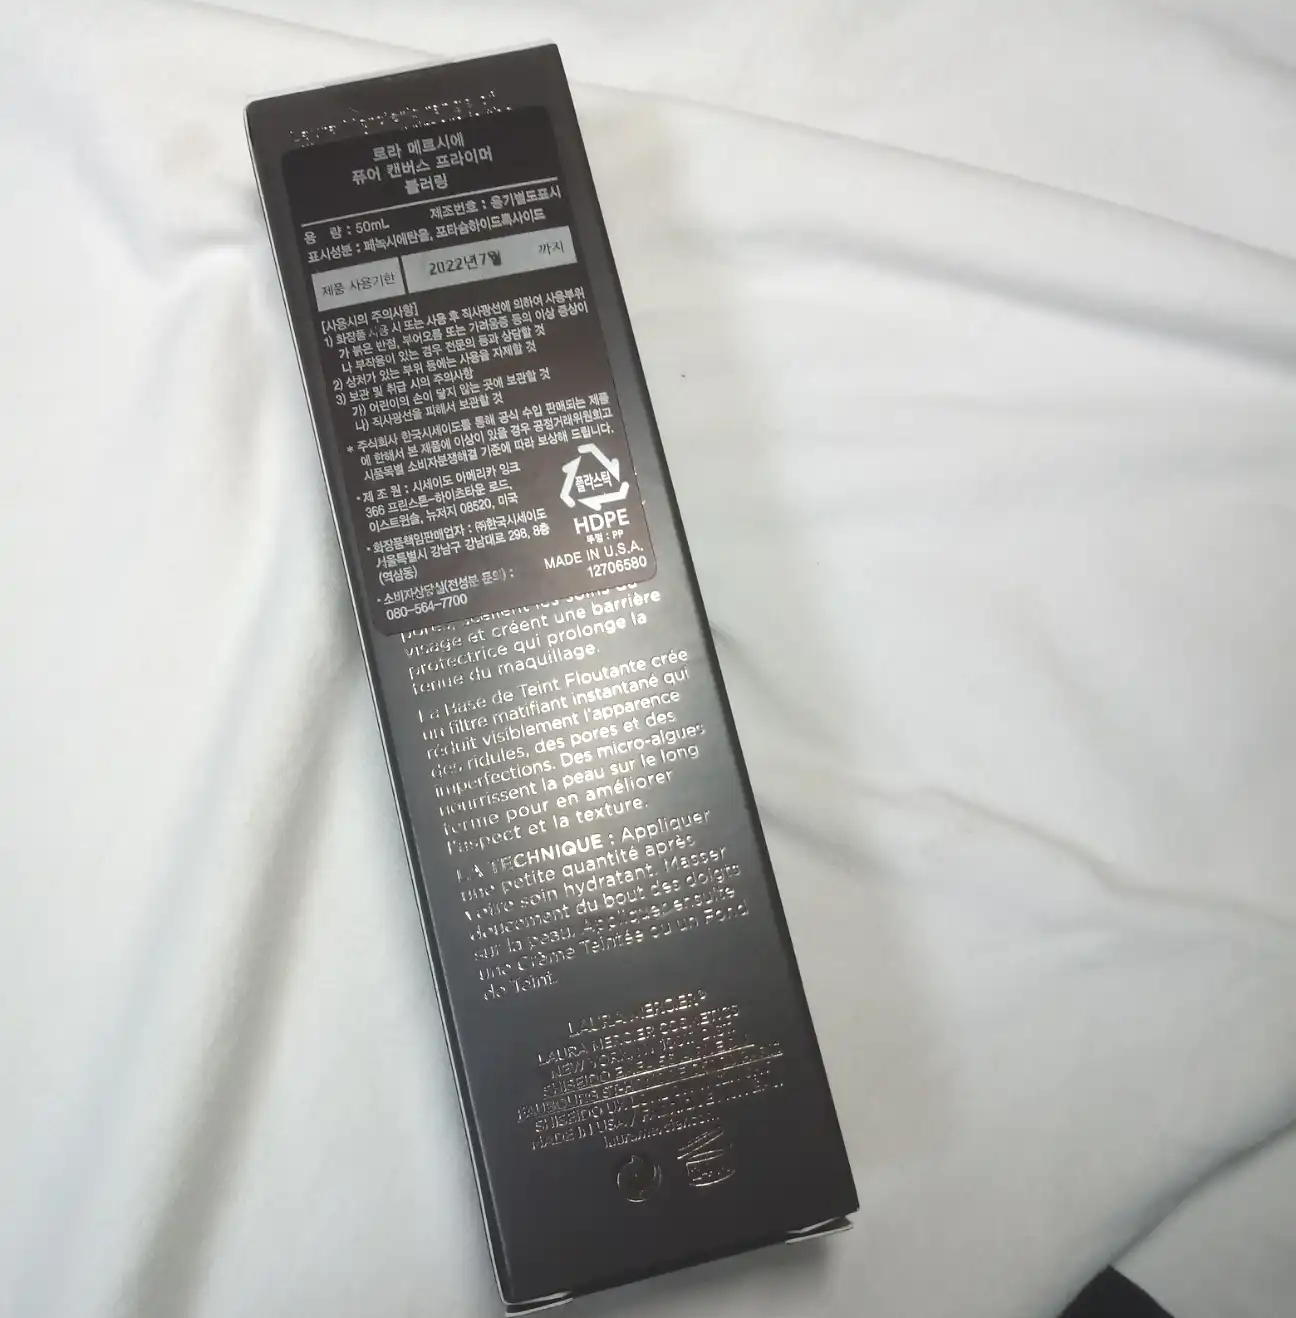 로라 메르시에
퓨어 캔버스 프라이머
블러링
용 량 : 50mL 제조번호 : 용기별도표시
표시성분 : 페녹시에탄올, 포타슘하이드록사이드
제품 사용기한 2022년7월 까지
[사용시의 주의사항]
1) 화장품 사용 시 또는 사용 후 직사광선에 의하여 사용부위
가 붉은 반점, 부어오름 또는 가려움증 등의 이상 증상이
나 부작용이 있는 경우 전문의 등과 상담할 것
2) 상처가 있는 부위 등에는 사용을 자제할 것
3) 보관 및 취급 시의 주의사항
가) 어린이의 손이 닿지 않는 곳에 보관할 것
나) 직사광선을 피해서 보관할 것
* 주식회사 한국시세이도를 통해 공식 수입 판매되는 제품
에 한해서 본 제품에 이상이 있을 경우 공정거래위원회고
시품목별 소비자분쟁해결 기준에 따라 보상해 드립니다.
• 제 조 원 : 시세이도 아메리카 잉크
366 프린스톤-하이츠타운 로드,
이스트윈슬, 뉴저지 08520, 미국
• 화장품책임판매업자 : ㈜한국시세이도
서울특별시 강남구 강남대로 298, 8층
(역삼동)
• 소비자상담실(전성분 문의) :
080-564-7700
플라스틱
HDPE
뚜껑 : PP
MADE IN U.S.A.
12706580
visage et créent une barrière
protectrice qui prolonge la
tenue du maquillage.
La Base de Teint Floutante crée
un filtre matifiant instantané qui
réduit visiblement l'apparence
des ridules, des pores et des
imperfections. Des micro-algues
nourrissent la peau sur le long
terme pour en améliorer
l'aspect et la texture.
LA TECHNIQUE : Appliquer
une petite quantité après
votre soin hydratant. Masser
doucement du bout des doigts
sur la peau. Appliquez ensuite
une Crème Teintée ou un Fond
de Teint.
LAURA MERCIER®
LAURA MERCIER COSMETICS
NEW YORK
SHISEIDO
FAUBOURG ST-
SHISEIDO UK
MADE IN USA /
lauramercier.com